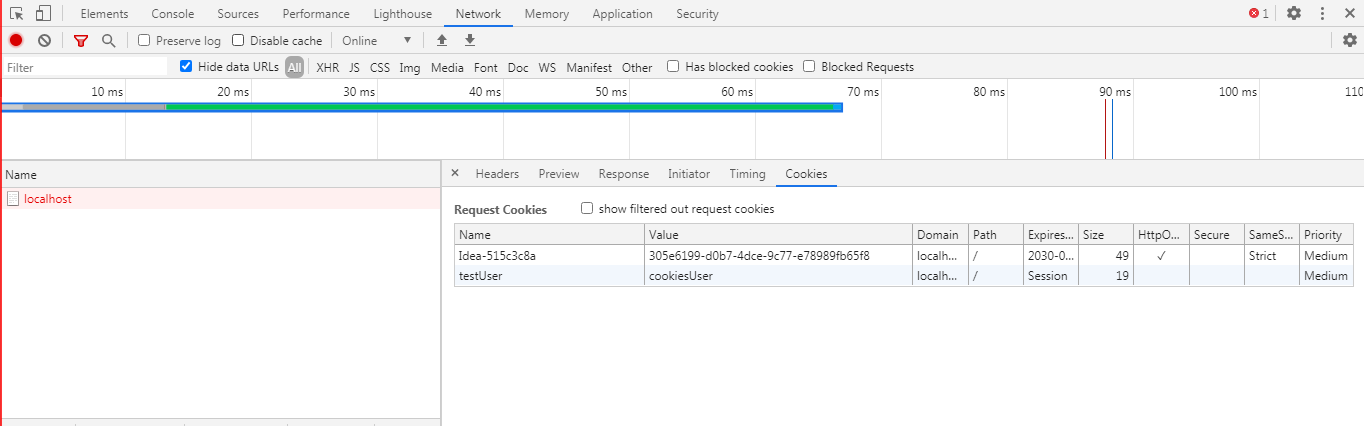 Elements Console Sources Performance Lighthouse Network Memory Application Security 1
Preserve log Disable cache Online
Filter Hide data URLs All XHR JS CSS Img Media Font Doc WS Manifest Other Has blocked cookies Blocked Requests
10 ms 20 ms 30 ms 40 ms 50 ms 60 ms 70 ms 80 ms 90 ms 100 ms 110
Name
localhost
Headers Preview Response Initiator Timing Cookies
Request Cookies show filtered out request cookies
Name Value Domain Path Expires... Size HttpO... Secure SameS... Priority
Idea-515c3c8a 305e6199-d0b7-4dce-9c77-e78989fb65f8 localh... / 2030-0... 49 ✓ Strict Medium
testUser cookiesUser localh... / Session 19 Medium